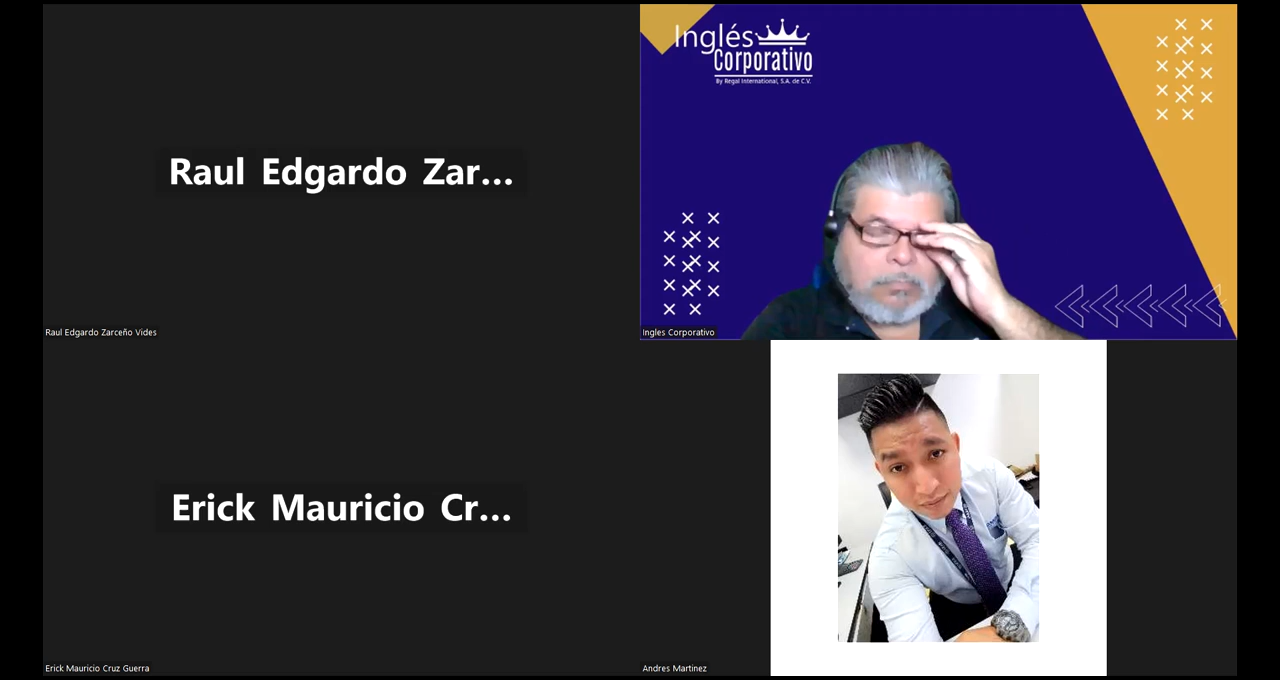 Raul Edgardo Zar...
Raul Edgardo Zarceño Vides
Inglés
Corporativo
By Regal International, S.A. de C.V.
Ingles Corporativo
Erick Mauricio Cr...
Erick Mauricio Cruz Guerra
Andres Martinez